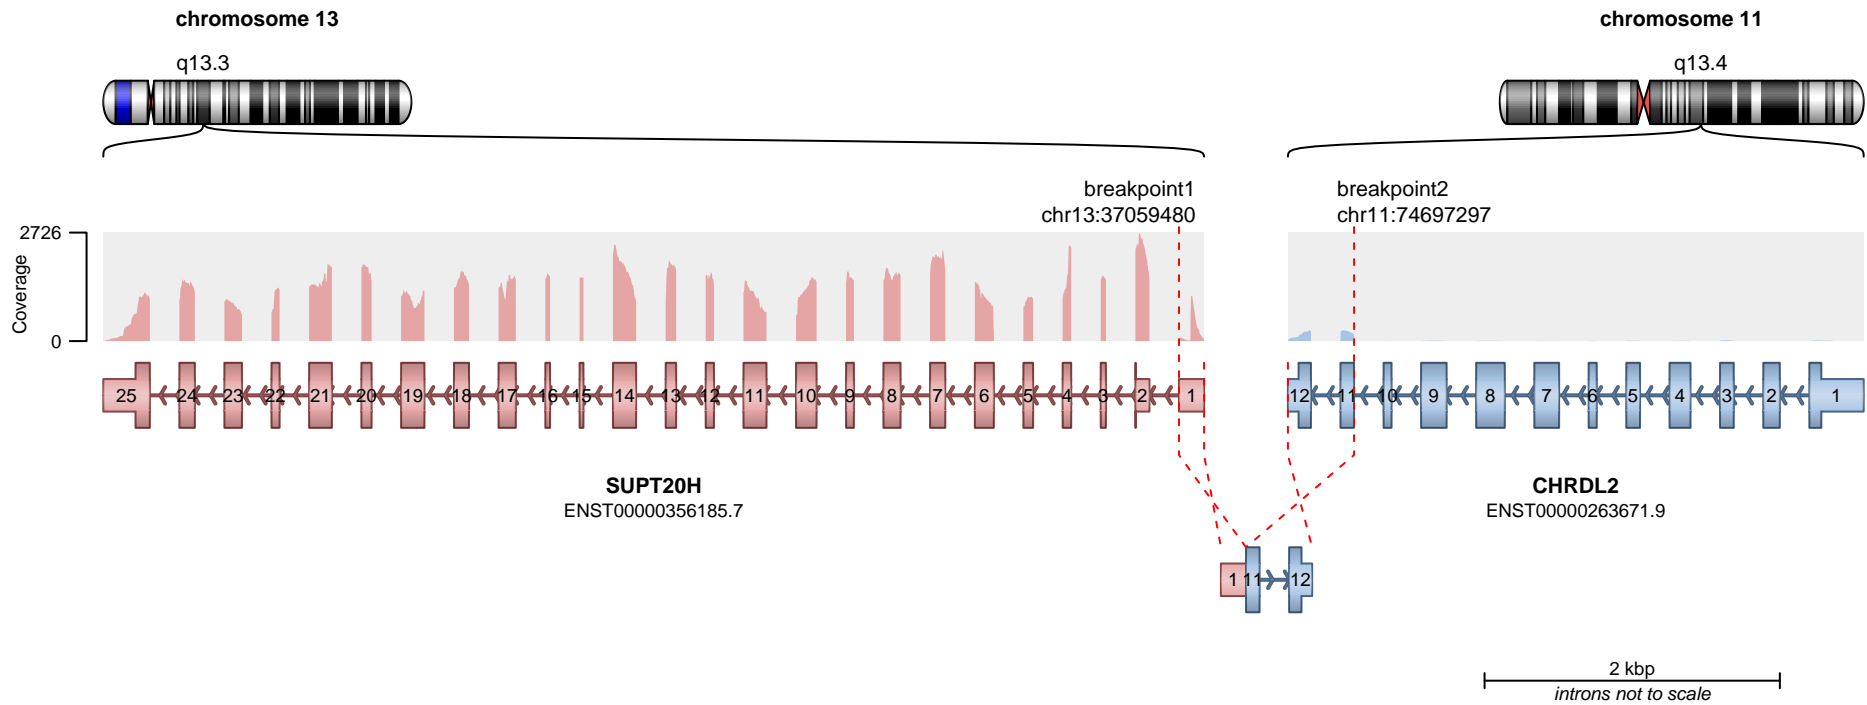 chromosome 13
chromosome 11
q13.3
q13.4
breakpoint1
chr13:37059480
breakpoint2
chr11:74697297
2726
Coverage
0
25 24 23 22 21 20 19 18 17 16 15 14 13 12 11 10 9 8 7 6 5 4 3 2 1
12 11 10 9 8 7 6 5 4 3 2 1
SUPT20H
ENST00000356185.7
CHRDL2
ENST00000263671.9
1 11 12
2 kbp
introns not to scale